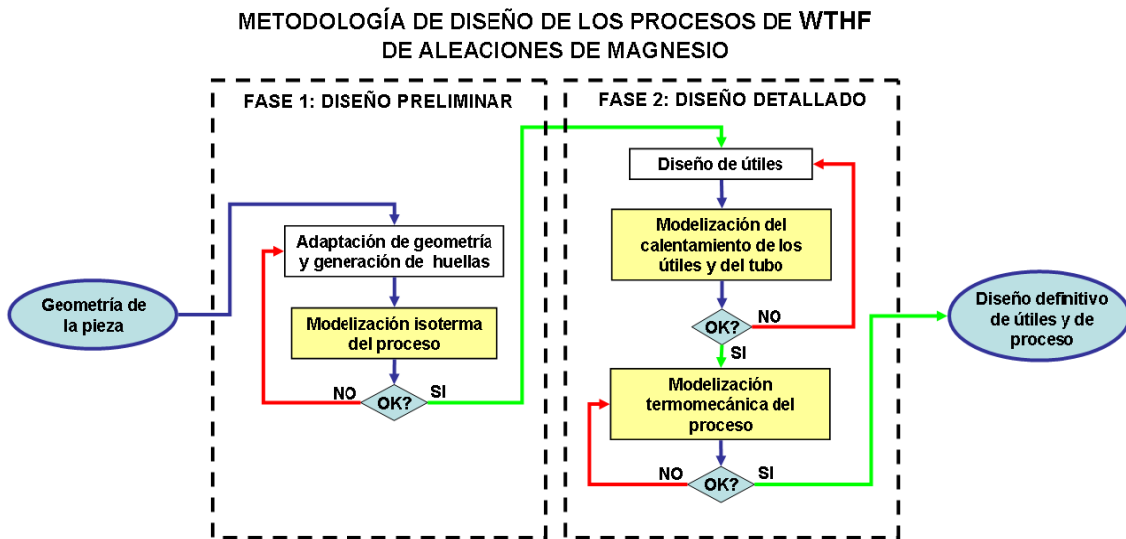 METODOLOGÍA DE DISEÑO DE LOS PROCESOS DE WTHF
DE ALEACIONES DE MAGNESIO
FASE 1: DISEÑO PRELIMINAR
Geometría de
la pieza
Adaptación de geometría
y generación de huellas
Modelización isoterma
del proceso
NO
OK?
SI
FASE 2: DISEÑO DETALLADO
Diseño de útiles
Modelización del
calentamiento de los
útiles y del tubo
OK?
NO
SI
Modelización
termomecánica del
proceso
NO
OK?
SI
Diseño definitivo
de útiles y de
proceso